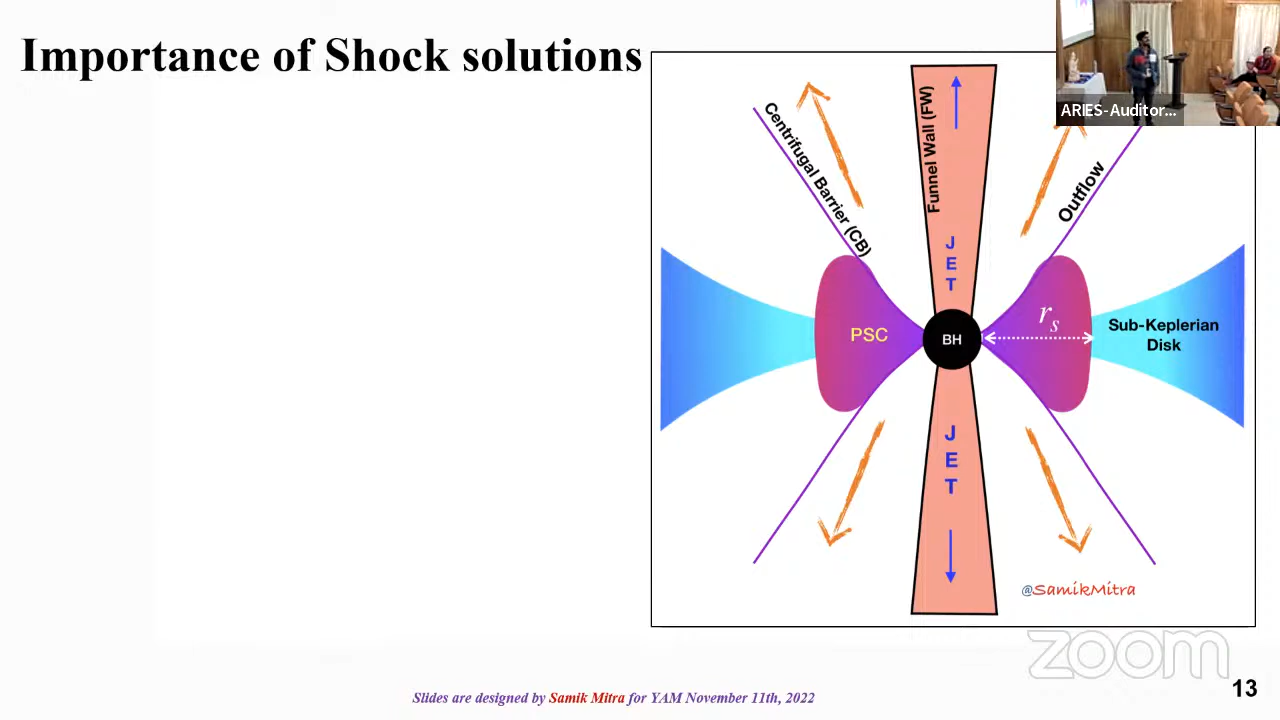 Importance of Shock solutions
ARIES-Auditor...
Centrifugal Barrier (CB)
Funnel Wall (FW)
Outflow
JET
PSC
BH
rs
Sub-Keplerian
Disk
JET
@SamikMitra
zoom
Slides are designed by Samik Mitra for YAM November 11th, 2022
13